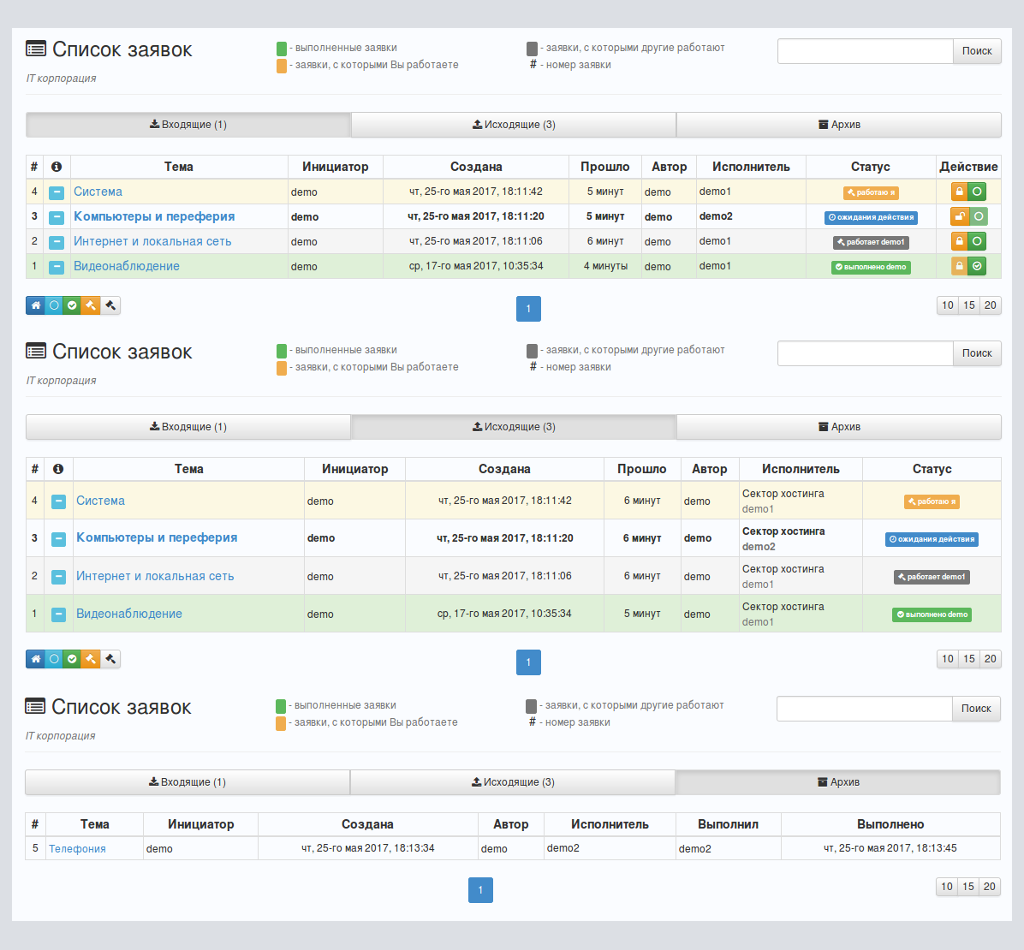 Список заявок
- выполненные заявки
- заявки, с которыми другие работают
Поиск
- заявки, с которыми Вы работаете
# - номер заявки
IT корпорация
Входящие (1) Исходящие (3) Архив
# Тема Инициатор Создана Прошло Автор Исполнитель Статус Действие
4 Система demo чт, 25-го мая 2017, 18:11:42 5 минут demo demo1 работаю я
3 Компьютеры и переферия demo чт, 25-го мая 2017, 18:11:20 5 минут demo demo2 ожидания действия
2 Интернет и локальная сеть demo чт, 25-го мая 2017, 18:11:06 6 минут demo demo1 работает demo1
1 Видеонаблюдение demo ср, 17-го мая 2017, 10:35:34 4 минуты demo demo1 выполнено demo
1 10 15 20
Список заявок
- выполненные заявки
- заявки, с которыми другие работают
Поиск
- заявки, с которыми Вы работаете
# - номер заявки
IT корпорация
Входящие (1) Исходящие (3) Архив
# Тема Инициатор Создана Прошло Автор Исполнитель Статус
4 Система demo чт, 25-го мая 2017, 18:11:42 6 минут demo Сектор хостинга работаю я
demo1
3 Компьютеры и переферия demo чт, 25-го мая 2017, 18:11:20 6 минут demo Сектор хостинга ожидания действия
demo2
2 Интернет и локальная сеть demo чт, 25-го мая 2017, 18:11:06 6 минут demo Сектор хостинга работает demo1
demo1
1 Видеонаблюдение demo ср, 17-го мая 2017, 10:35:34 5 минут demo Сектор хостинга выполнено demo
demo1
1 10 15 20
Список заявок
- выполненные заявки
- заявки, с которыми другие работают
Поиск
- заявки, с которыми Вы работаете
# - номер заявки
IT корпорация
Входящие (1) Исходящие (3) Архив
# Тема Инициатор Создана Автор Исполнитель Выполнил Выполнено
5 Телефония demo чт, 25-го мая 2017, 18:13:34 demo demo2 demo2 чт, 25-го мая 2017, 18:13:45
1 10 15 20